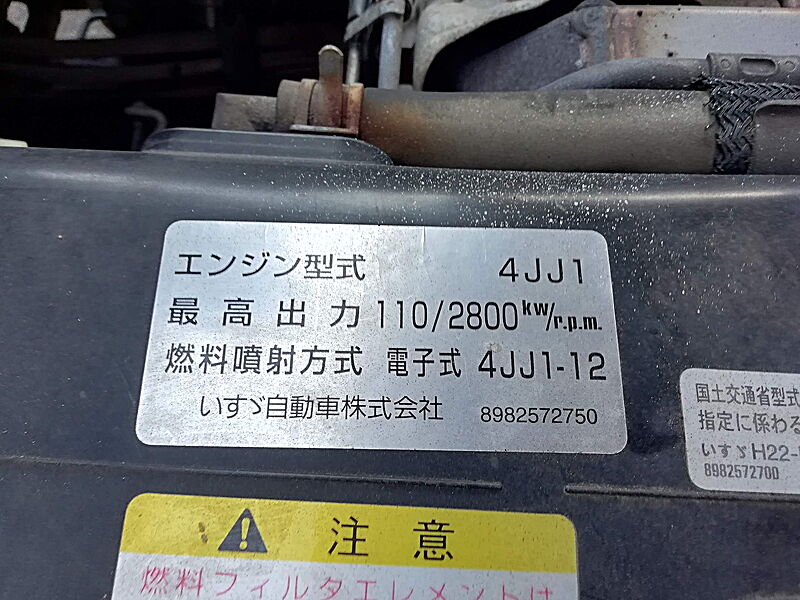 エンジン型式 4JJ1
最高出力 110/2800kw/r.p.m.
燃料噴射方式 電子式 4JJ1-12
いすゞ自動車株式会社 8982572750
国土交通省型式
指定に係わる
いすゞH22-
8982572700
注意
燃料フィルタエレメントは